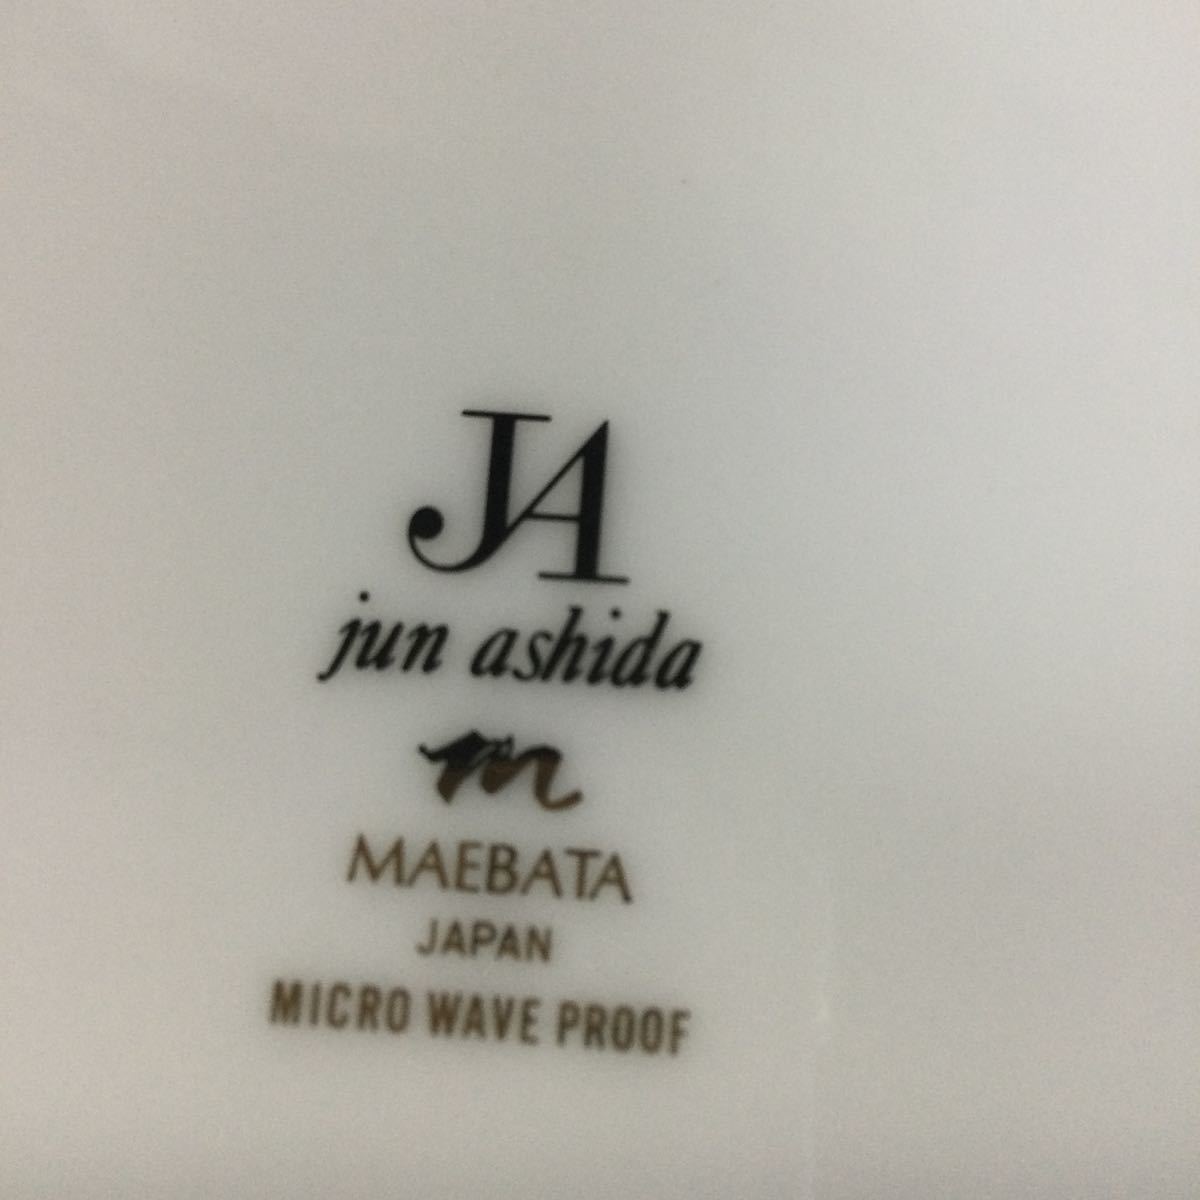 JA
jun ashida
m
MAEBATA
JAPAN
MICRO WAVE PROOF